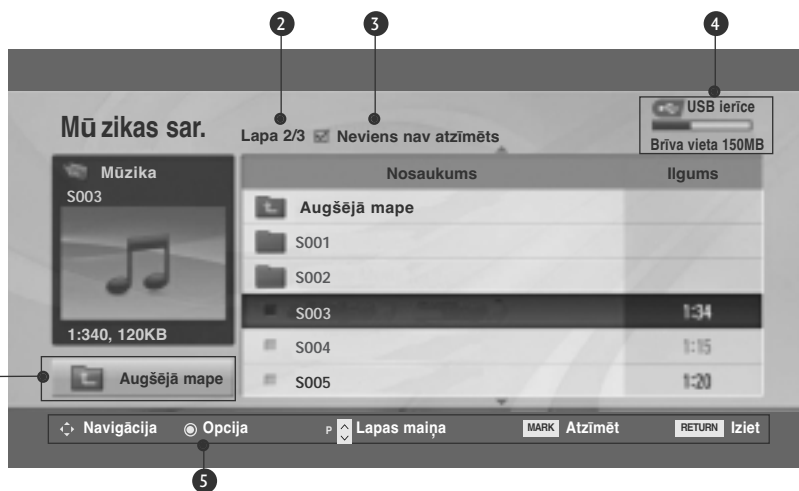 2 3 4
Mūzikas sar.
Lapa 2/3 Neviens nav atzīmēts
USB ierīce
Brīva vieta 150MB
Mūzika
S003
1:340, 120KB
Augšējā mape
Nosaukums Ilgums
Augšējā mape
S001
S002
S003 1:34
S004 1:15
S005 1:20
Navigācija Opcija P Lapas maiņa MARK Atzīmēt RETURN Iziet
5